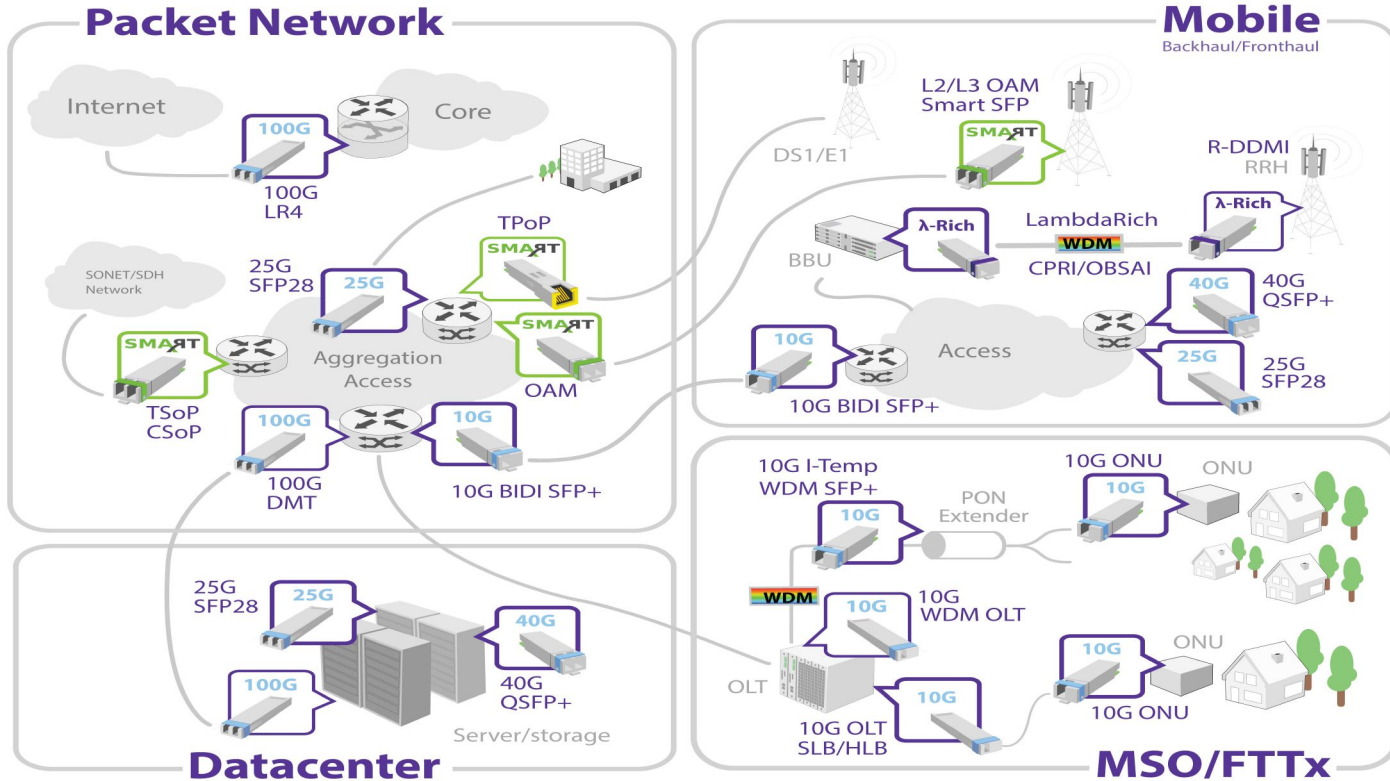 Packet Network
Internet
Core
100G
100G
LR4
TPoP
SMART
SONET/SDH
Network
25G
SFP28
25G
SMART
SMART
Aggregation
Access
OAM
TSoP
CSoP
100G
10G
100G
DMT
10G BIDI SFP+
Mobile
Backhaul/Fronthaul
L2/L3 OAM
Smart SFP
SMART
DS1/E1
R-DDMI
RRH
λ-Rich
LambdaRich
λ-Rich
WDM
BBU
CPRI/OBSAI
40G
40G
QSFP+
10G
Access
25G
25G
SFP28
10G BIDI SFP+
Datacenter
25G
SFP28
25G
40G
100G
40G
QSFP+
Server/storage
MSO/FTTx
10G I-Temp
WDM SFP+
10G ONU
ONU
PON
Extender
10G
10G
WDM
10G
10G
WDM OLT
OLT
10G
10G OLT
SLB/HLB
ONU
10G
10G ONU